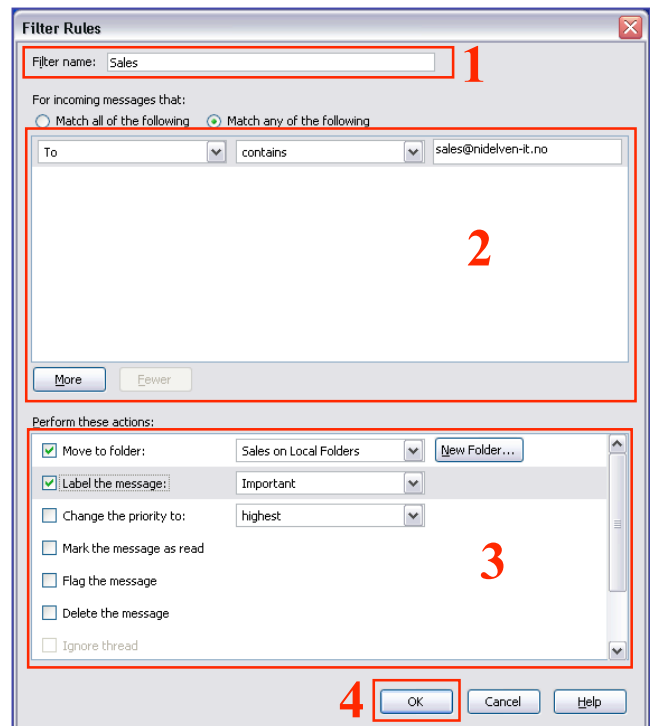 Filter Rules
Filter name: Sales 1
For incoming messages that:
Match all of the following Match any of the following
To contains sales@nidelven-it.no
2
More Fewer
Perform these actions:
Move to folder: Sales on Local Folders New Folder...
Label the message: Important
Change the priority to: highest
Mark the message as read
3
Flag the message
Delete the message
Ignore thread
4 OK Cancel Help